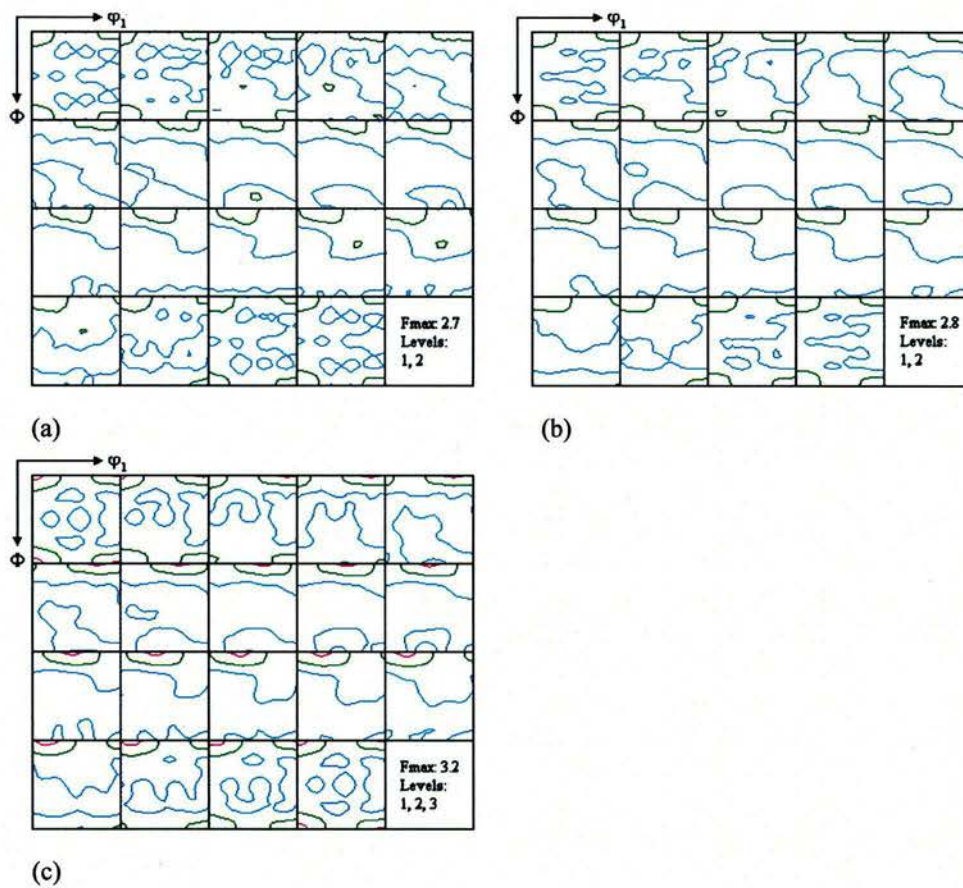 φ₁
Φ
Fmax: 2.7
Levels:
1, 2
(a)
φ₁
Φ
Fmax: 2.8
Levels:
1, 2
(b)
φ₁
Φ
Fmax: 3.2
Levels:
1, 2, 3
(c)